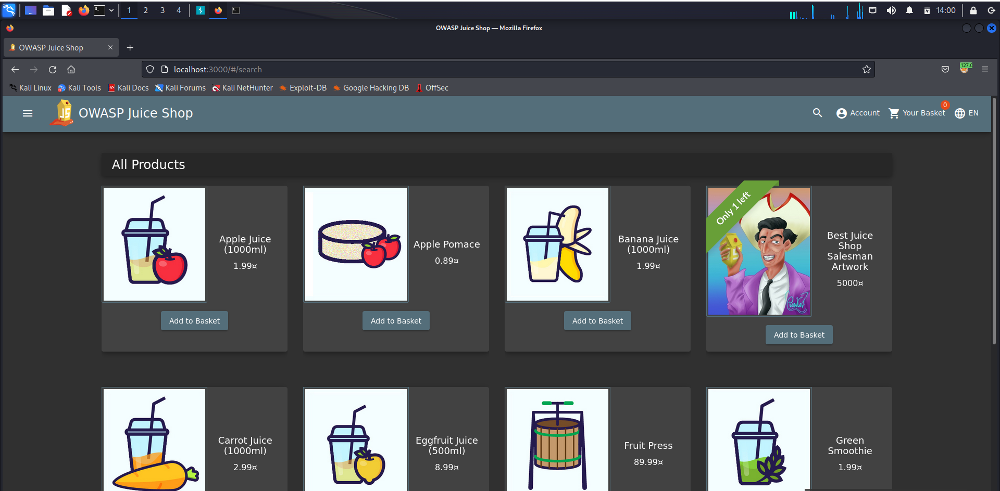 1 2 3 4 14:00
OWASP Juice Shop — Mozilla Firefox
OWASP Juice Shop
localhost:3000/#/search
Kali Linux Kali Tools Kali Docs Kali Forums Kali NetHunter Exploit-DB Google Hacking DB OffSec
OWASP Juice Shop
Account Your Basket 0 EN
All Products
Apple Juice
(1000ml)
1.99¤
Add to Basket
Apple Pomace
0.89¤
Add to Basket
Banana Juice
(1000ml)
1.99¤
Add to Basket
Only 1 left
Best Juice
Shop
Salesman
Artwork
5000¤
Add to Basket
Carrot Juice
(1000ml)
2.99¤
Eggfruit Juice
(500ml)
8.99¤
Fruit Press
89.99¤
Green
Smoothie
1.99¤